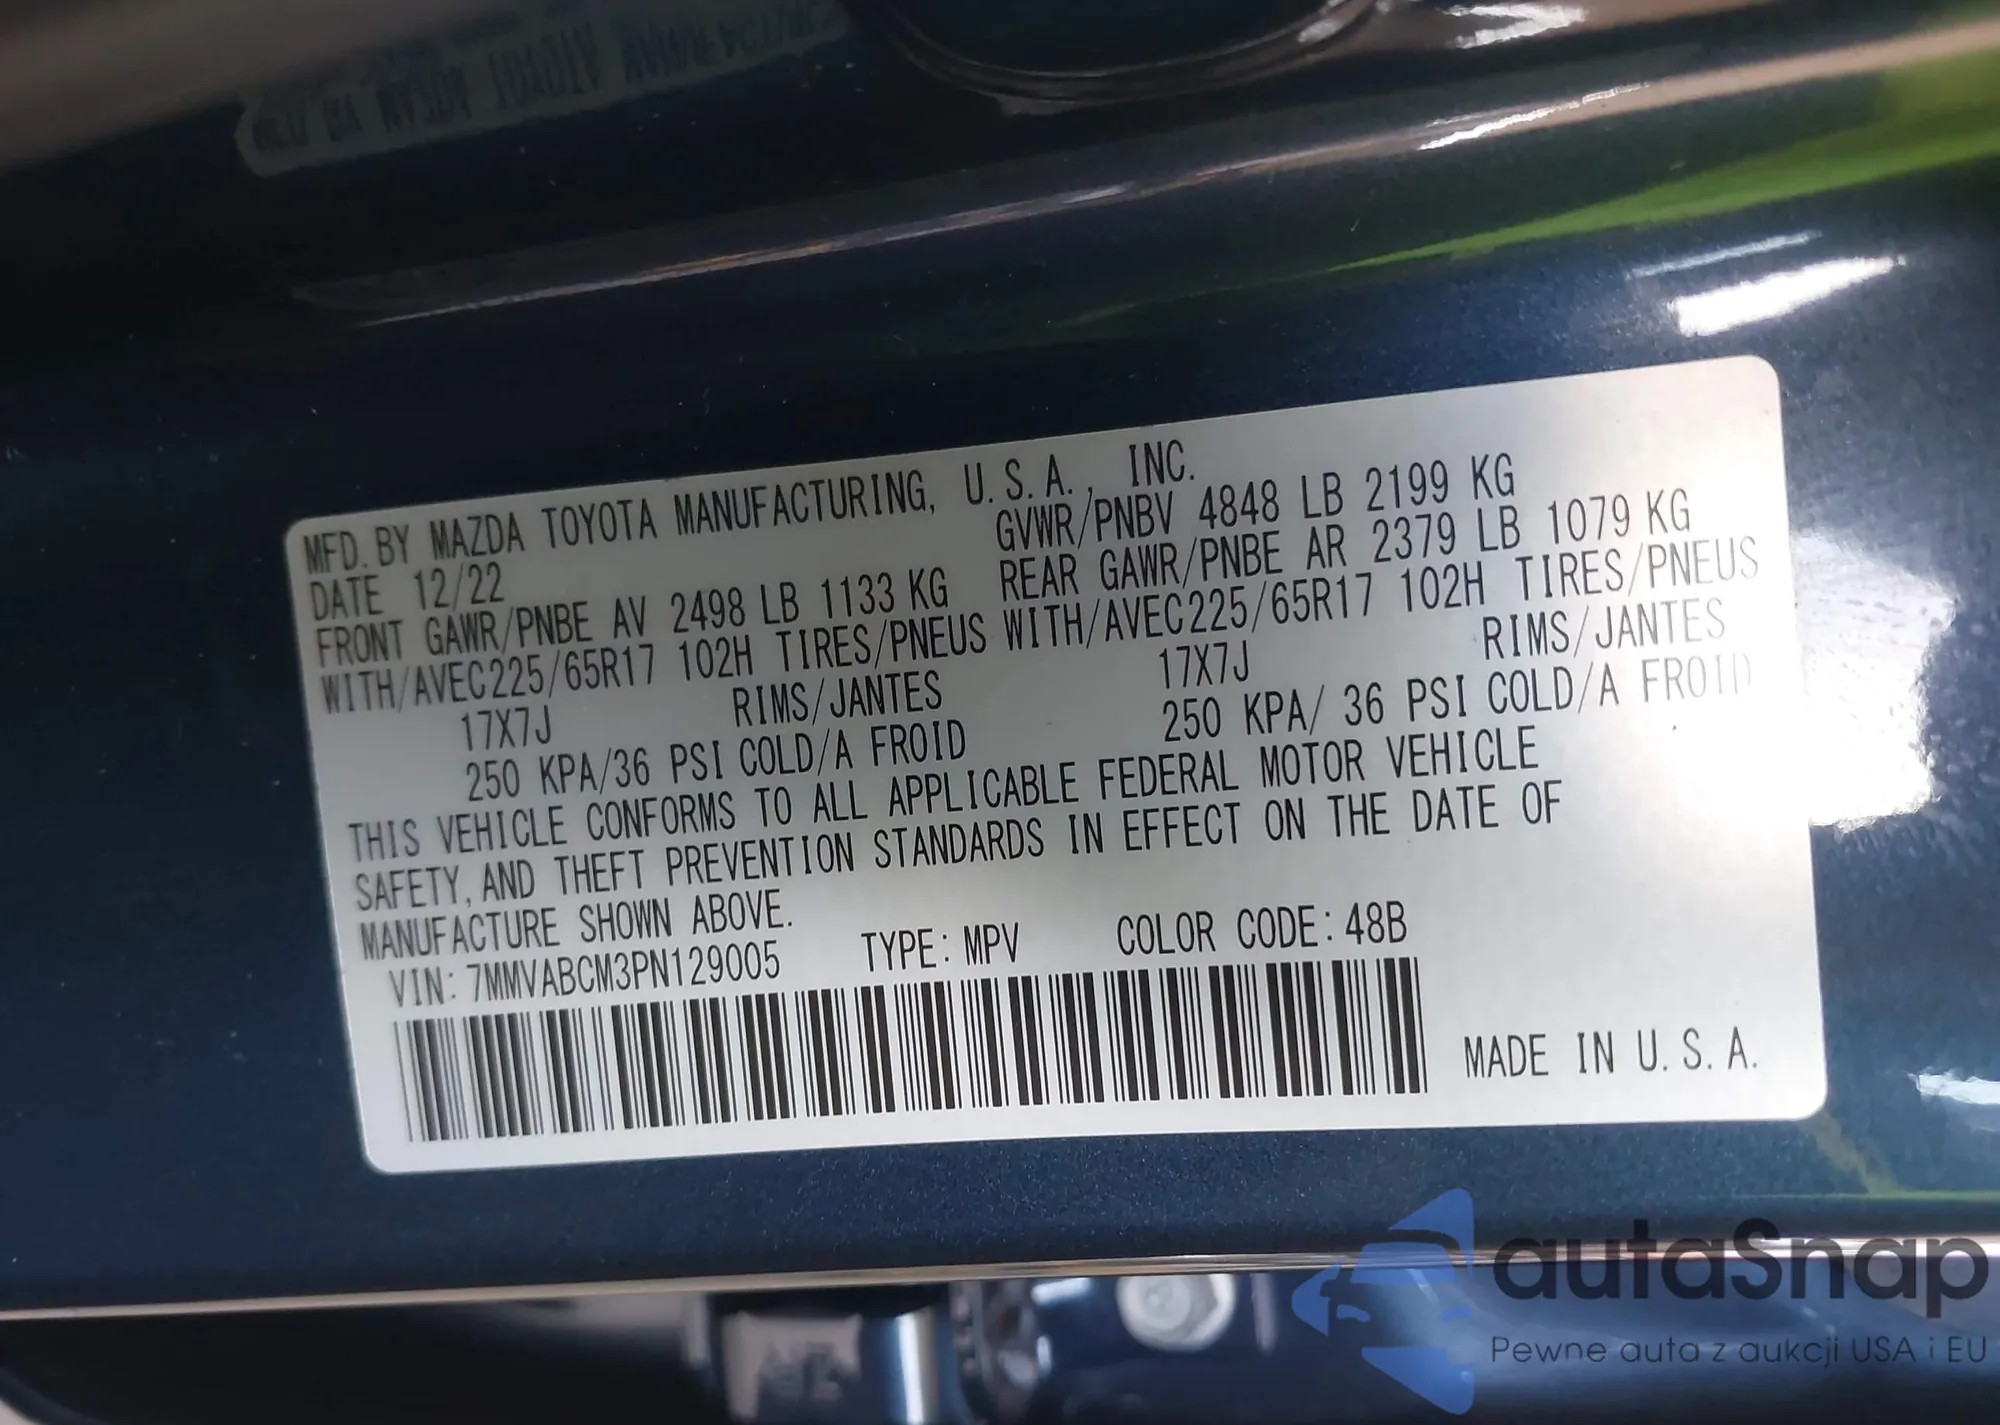 MFD. BY MAZDA TOYOTA MANUFACTURING, U.S.A., INC.
DATE 12/22 GVWR/PNBV 4848 LB 2199 KG
FRONT GAWR/PNBE AV 2498 LB 1133 KG REAR GAWR/PNBE AR 2379 LB 1079 KG
WITH/AVEC225/65R17 102H TIRES/PNEUS WITH/AVEC225/65R17 102H TIRES/PNEUS
17X7J RIMS/JANTES 17X7J RIMS/JANTES
250 KPA/36 PSI COLD/A FROID 250 KPA/ 36 PSI COLD/A FROID
THIS VEHICLE CONFORMS TO ALL APPLICABLE FEDERAL MOTOR VEHICLE
SAFETY, AND THEFT PREVENTION STANDARDS IN EFFECT ON THE DATE OF
MANUFACTURE SHOWN ABOVE.
VIN: 7MMVABCM3PN129005 TYPE: MPV COLOR CODE: 48B
MADE IN U.S.A.
autaSnap
Pewne auta z aukcji USA i EU